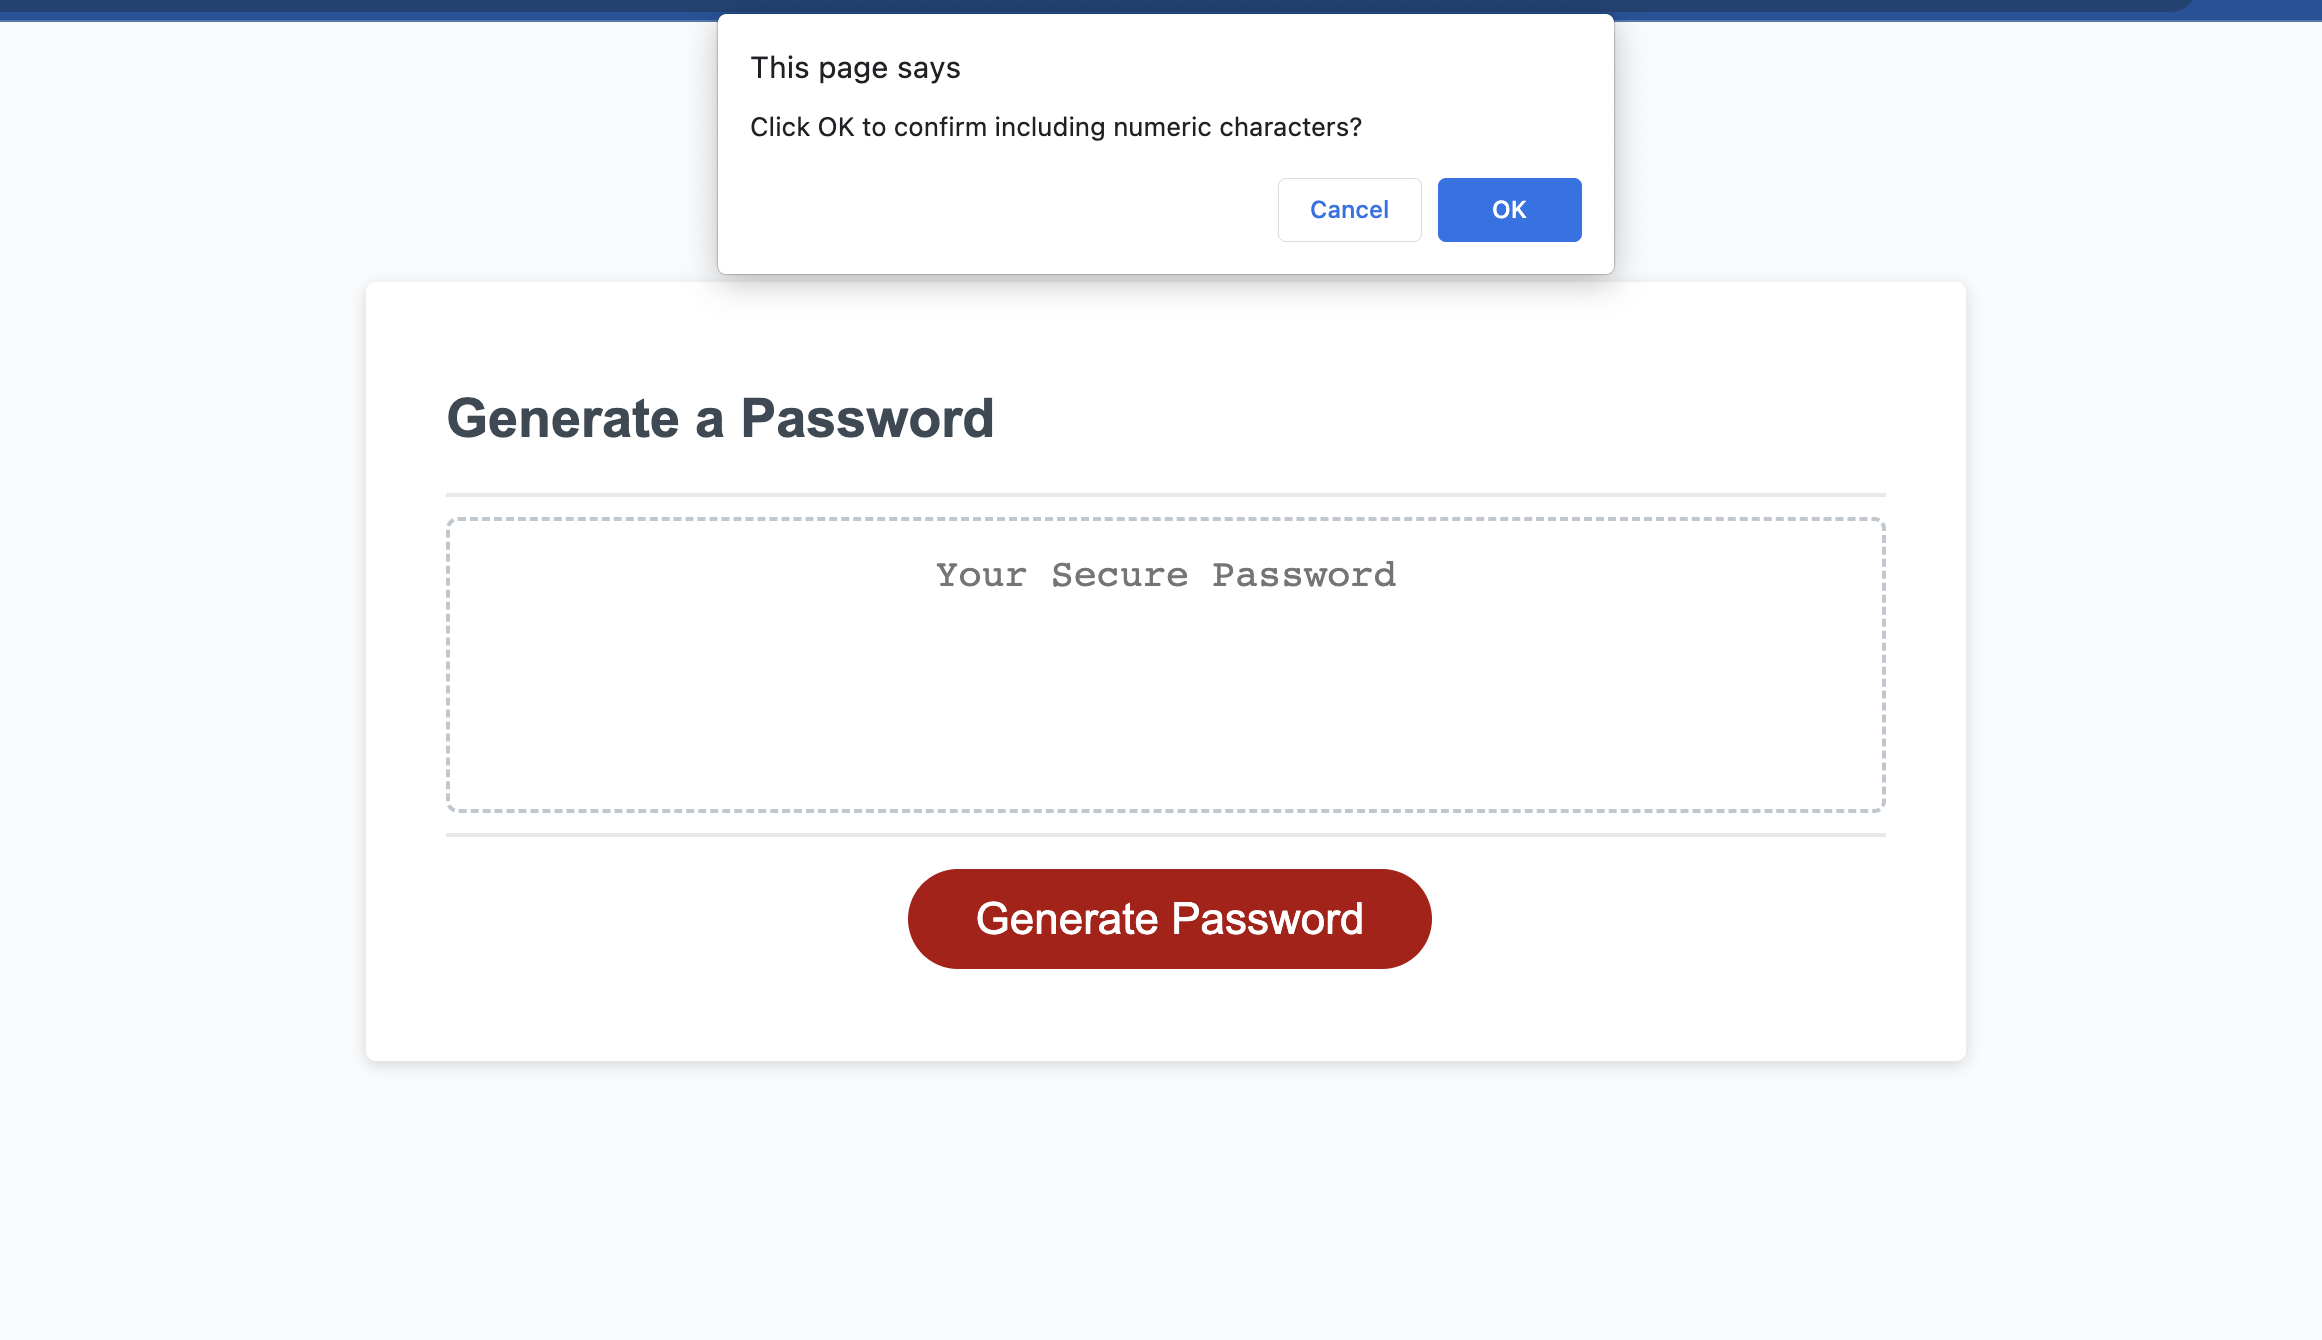 This page says
Click OK to confirm including numeric characters?
Cancel
OK
Generate a Password
Your Secure Password
Generate Password